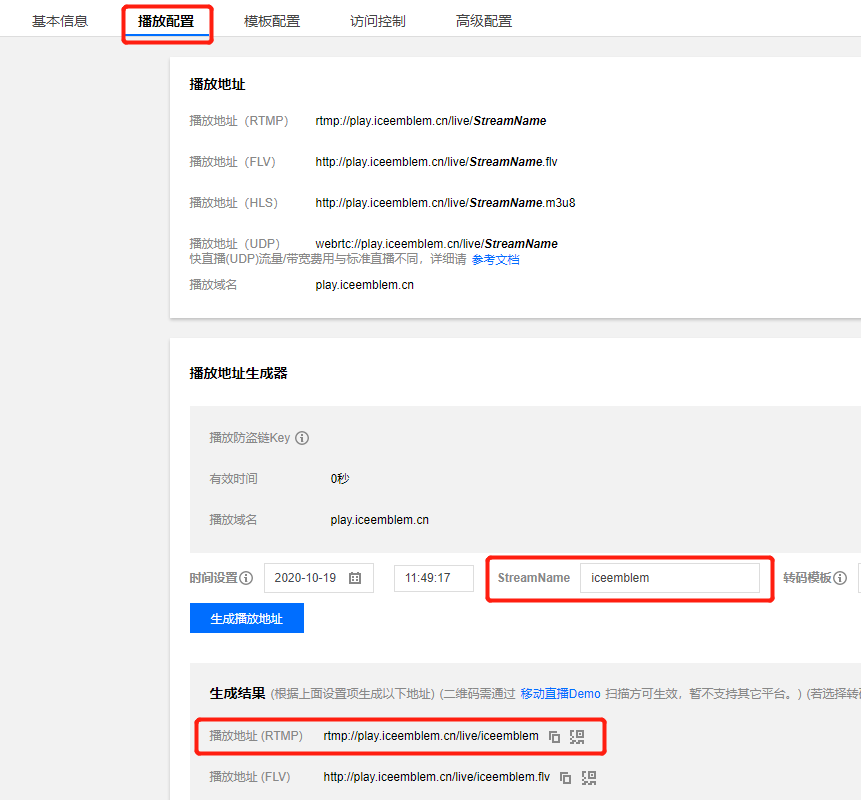 基本信息 播放配置 模板配置 访问控制 高级配置
播放地址
播放地址（RTMP） rtmp://play.iceemblem.cn/live/StreamName
播放地址（FLV） http://play.iceemblem.cn/live/StreamName.flv
播放地址（HLS） http://play.iceemblem.cn/live/StreamName.m3u8
播放地址（UDP） webrtc://play.iceemblem.cn/live/StreamName
快直播(UDP)流量/带宽费用与标准直播不同，详细请 参考文档
播放域名 play.iceemblem.cn
播放地址生成器
播放防盗链Key
有效时间 0秒
播放域名 play.iceemblem.cn
时间设置 2020-10-19 11:49:17 StreamName iceemblem 转码模板
生成播放地址
生成结果 (根据上面设置项生成以下地址) (二维码需通过 移动直播Demo 扫描方可生效，暂不支持其它平台。) (若选择转码
播放地址 (RTMP) rtmp://play.iceemblem.cn/live/iceemblem
播放地址 (FLV) http://play.iceemblem.cn/live/iceemblem.flv